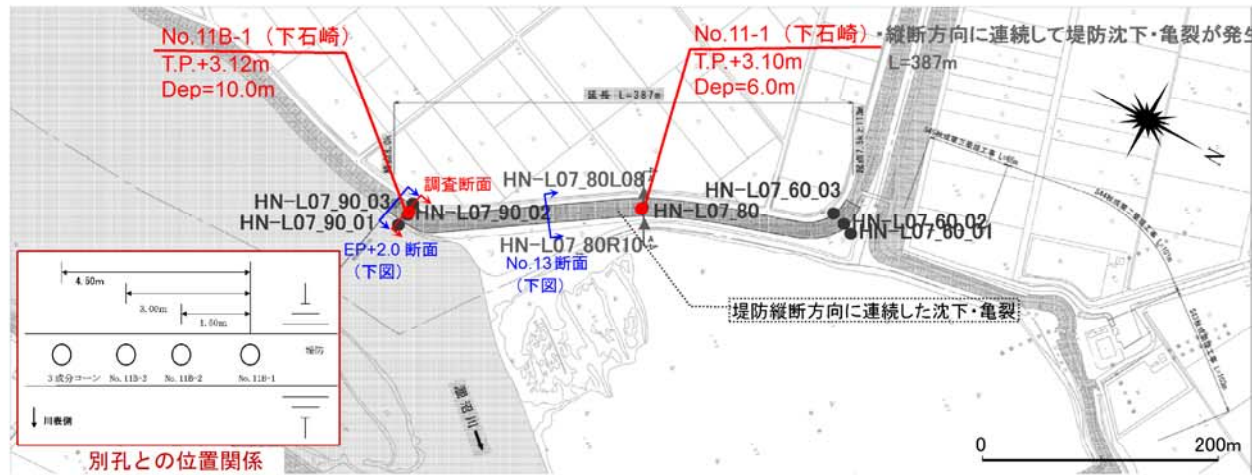 No.11B-1（下石崎）
T.P.+3.12m
Dep=10.0m
No.11-1（下石崎）
T.P.+3.10m
Dep=6.0m
・縦断方向に連続して堤防沈下・亀裂が発生
L=387m
延長 L=387m
HN-L07_90_03
HN-L07_90_01
HN-L07_90_02
調査断面
EP+2.0 断面
（下図）
HN-L07_80L08
HN-L07_80
HN-L07_80R10
No.13 断面
（下図）
HN-L07_60_03
HN-L07_60_02
HN-L07_60_01
堤防縦断方向に連続した沈下・亀裂
涸沼川
N
4.50m
3.00m
1.50m
堤防
3成分コーン
No.11B-3
No.11B-2
No.11B-1
川表側
別孔との位置関係
0
200m